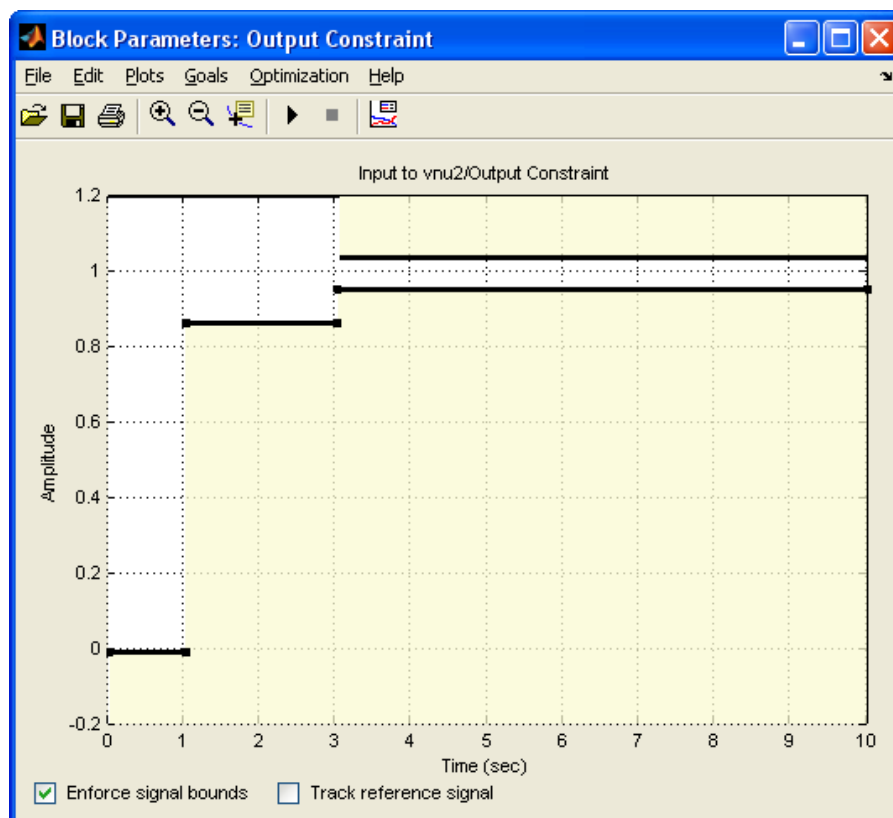 Block Parameters: Output Constraint
File Edit Plots Goals Optimization Help
Input to vnu2/Output Constraint
1.2
1
0.8
0.6
0.4
0.2
0
-0.2
Amplitude
0 1 2 3 4 5 6 7 8 9 10
Time (sec)
Enforce signal bounds Track reference signal